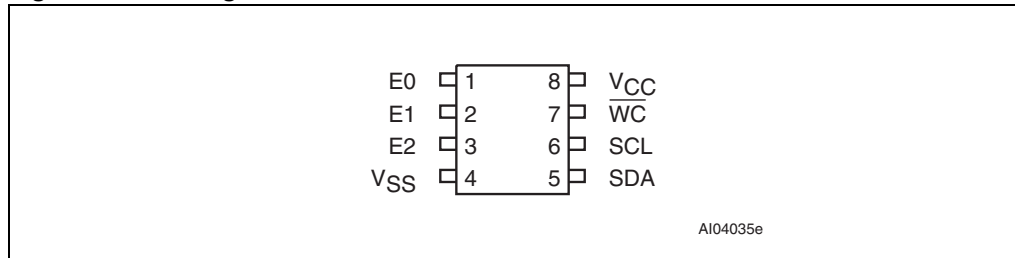 E0 1 8 VCC
E1 2 7 WC
E2 3 6 SCL
VSS 4 5 SDA
AI04035e